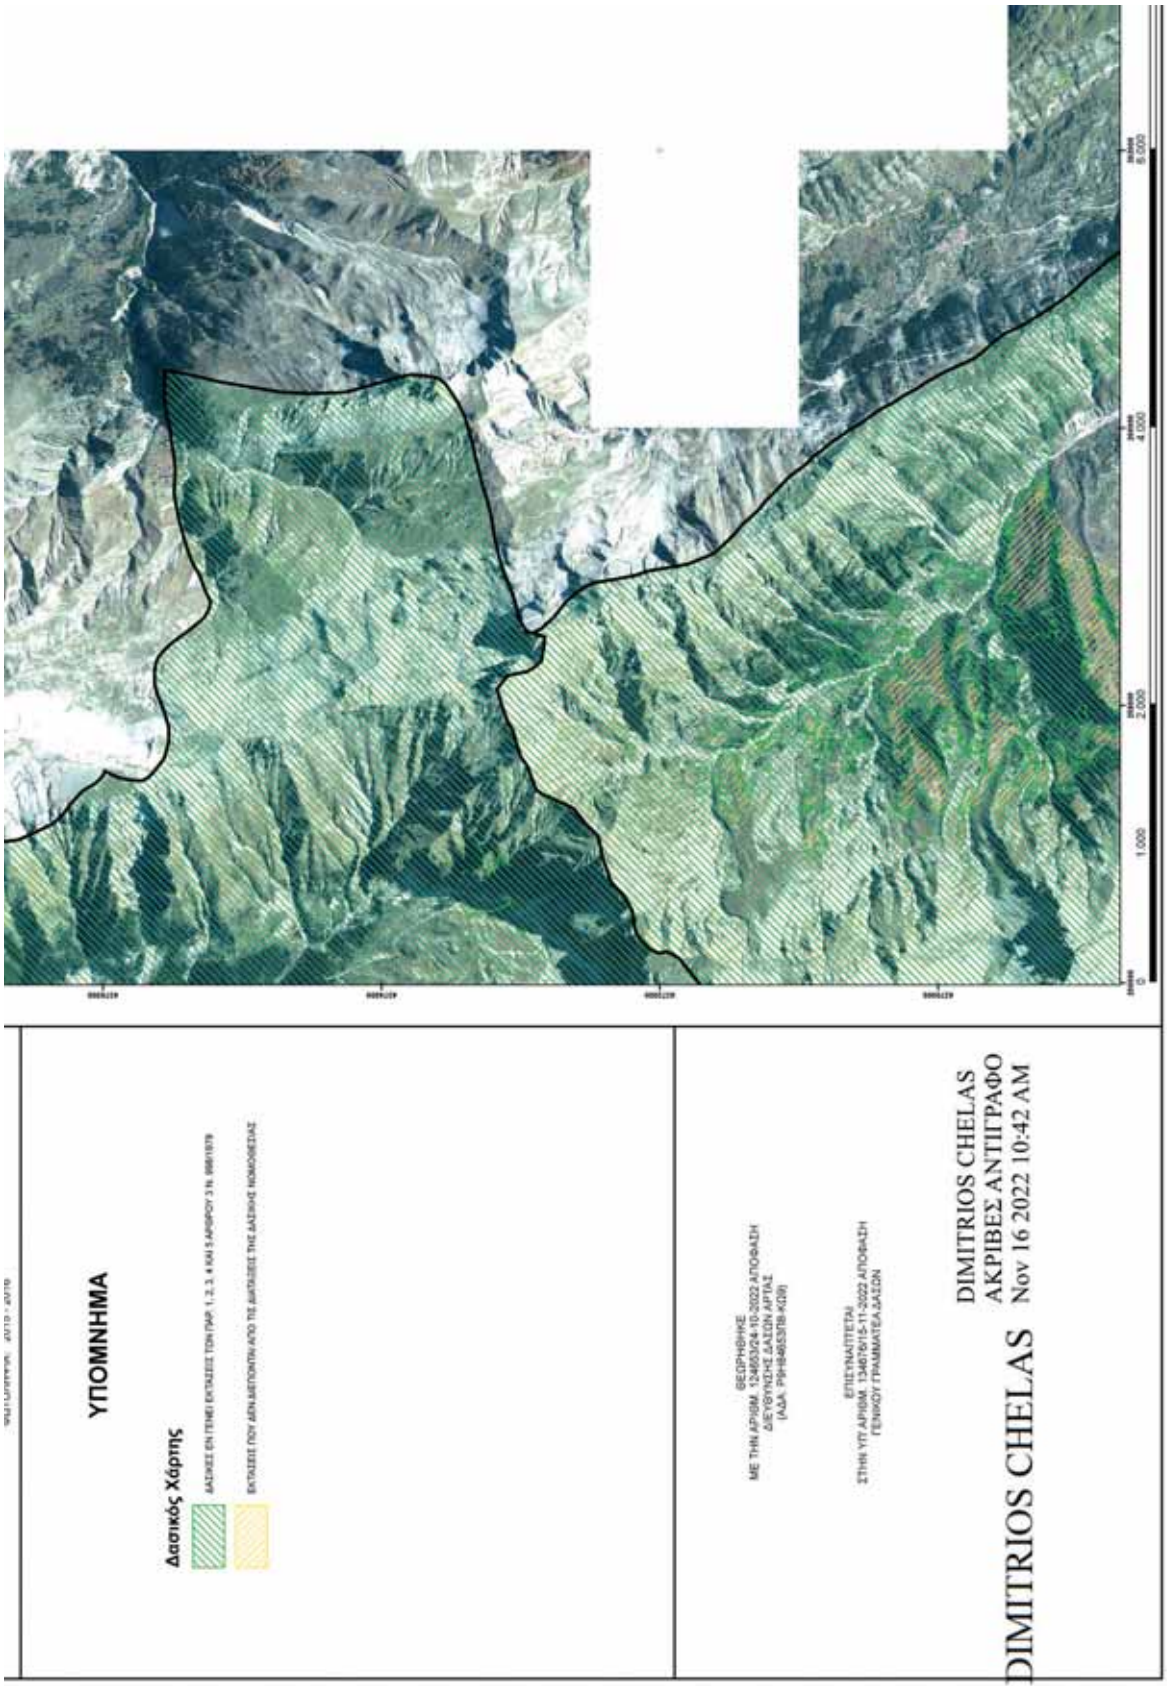 ΥΠΟΜΝΗΜΑ
Δασικός Χάρτης
ΔΑΣΙΚΕΣ ΕΝ ΓΕΝΕΙ ΕΚΤΑΣΕΙΣ ΤΩΝ ΠΑΡ. 1, 2, 3, 4 ΚΑΙ 5 ΑΡΘΡΟΥ 3 Ν. 998/1979
ΕΚΤΑΣΕΙΣ ΠΟΥ ΔΕΝ ΔΙΕΠΟΝΤΑΙ ΑΠΟ ΤΙΣ ΔΙΑΤΑΞΕΙΣ ΤΗΣ ΔΑΣΙΚΗΣ ΝΟΜΟΘΕΣΙΑΣ
ΘΕΩΡΗΘΗΚΕ
ΜΕ ΤΗΝ ΑΡΙΘΜ. 124653/24-10-2022 ΑΠΟΦΑΣΗ
ΔΙΕΥΘΥΝΣΗΣ ΔΑΣΩΝ ΑΡΤΑΣ
ΕΠΙΣΥΝΑΠΤΕΤΑΙ
ΣΤΗΝ ΥΠ' ΑΡΙΘΜ. 134676/15-11-2022 ΑΠΟΦΑΣΗ
ΓΕΝΙΚΟΥ ΓΡΑΜΜΑΤΕΑ ΔΑΣΩΝ
DIMITRIOS CHELAS
DIMITRIOS CHELAS
ΑΚΡΙΒΕΣ ΑΝΤΙΓΡΑΦΟ
Nov 16 2022 10:42 AM
0
1.000
2.000
4.000
6.000